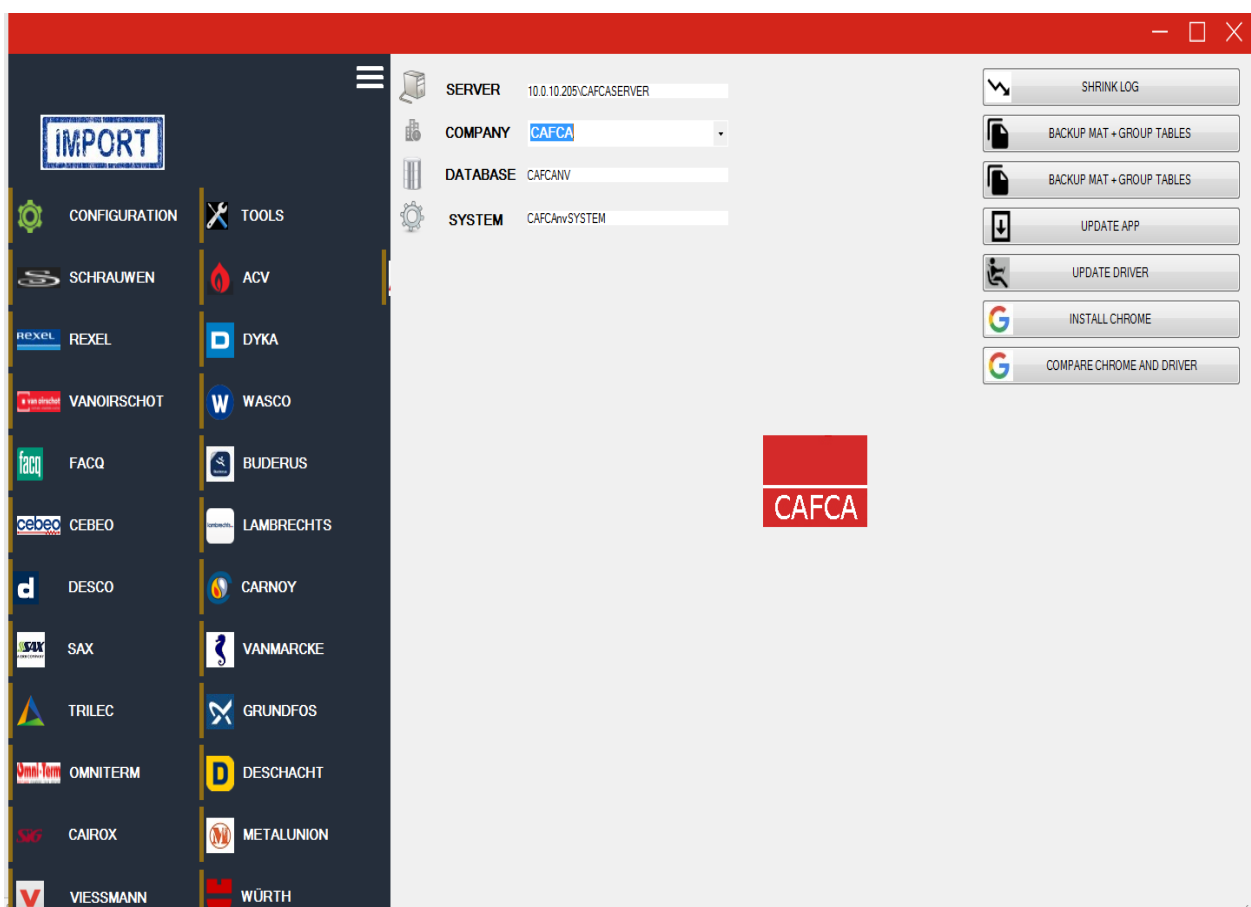 SERVER 10.0.10.205\CAFCASERVER
COMPANY CAFCA
DATABASE CAFCANV
SYSTEM CAFCAnvSYSTEM
SHRINK LOG
BACKUP MAT + GROUP TABLES
BACKUP MAT + GROUP TABLES
UPDATE APP
UPDATE DRIVER
INSTALL CHROME
COMPARE CHROME AND DRIVER
CAFCA
iMPORT
CONFIGURATION
TOOLS
SCHRAUWEN
ACV
REXEL REXEL
DYKA
van oirschot VANOIRSCHOT
W WASCO
facq FACQ
BUDERUS
cebeo CEBEO
LAMBRECHTS
d DESCO
CARNOY
SAX SAX
VANMARCKE
TRILEC
GRUNDFOS
Omni-Term OMNITERM
D DESCHACHT
CAIROX
M METALUNION
V VIESSMANN
WÜRTH